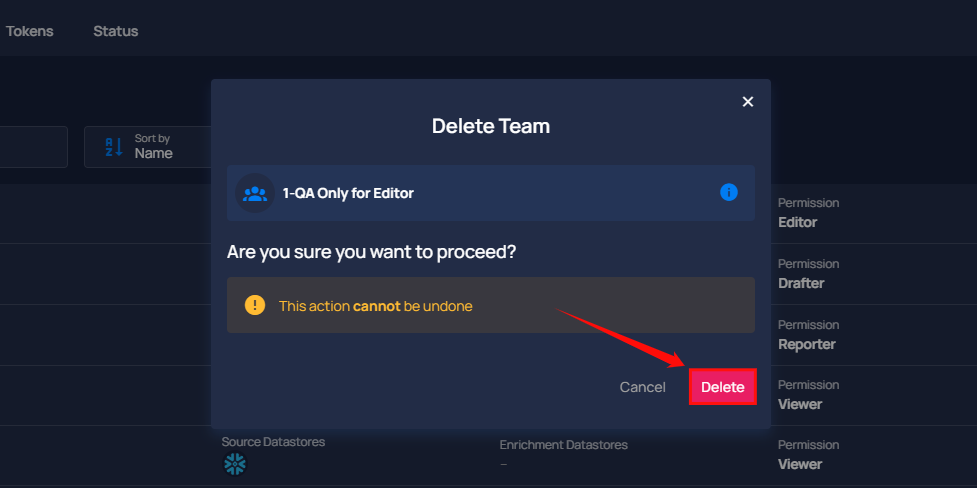 Tokens
Status
Sort by
Name
Delete Team
1-QA Only for Editor
Are you sure you want to proceed?
This action cannot be undone
Cancel
Delete
Permission
Editor
Permission
Drafter
Permission
Reporter
Permission
Viewer
Source Datastores
Enrichment Datastores
–
Permission
Viewer